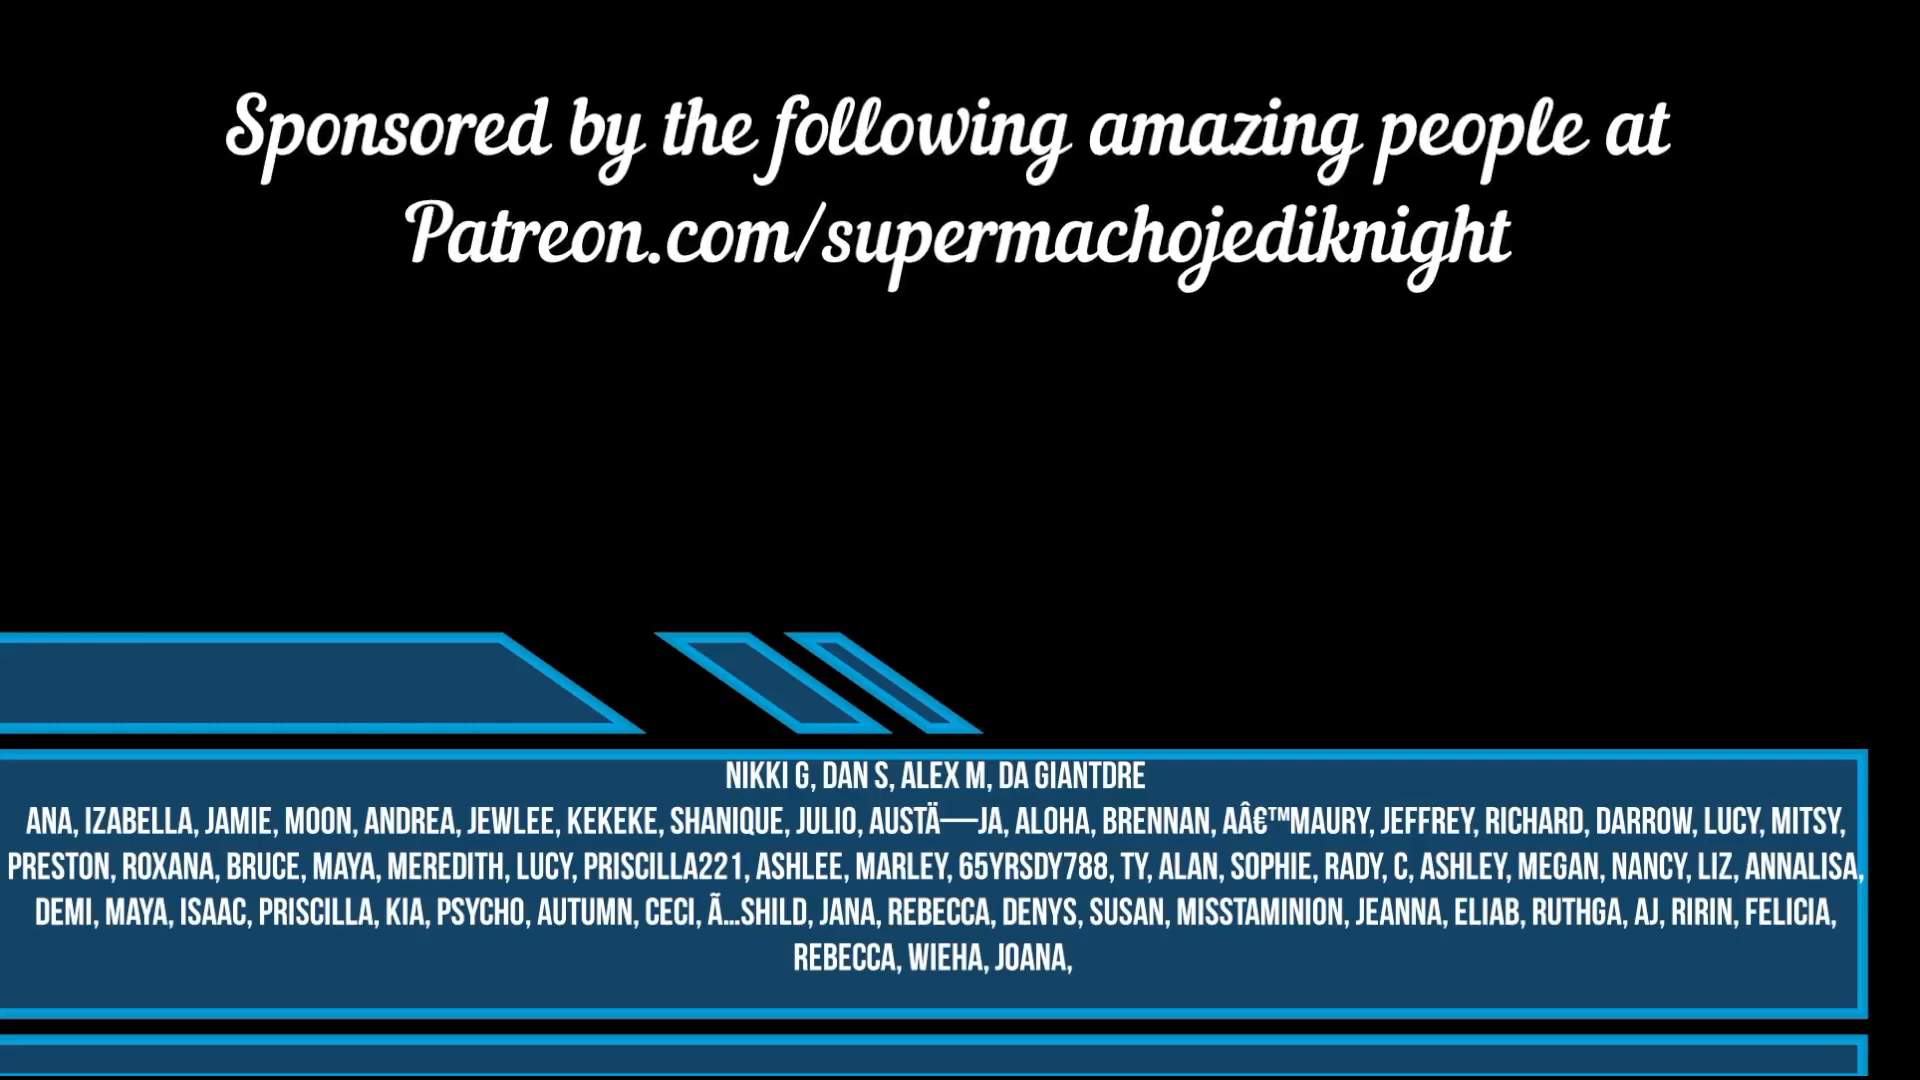 Sponsored by the following amazing people at
Patreon.com/supermachojediknight
NIKKI G, DAN S, ALEX M, DA GIANTDRE
ANA, IZABELLA, JAMIE, MOON, ANDREA, JEWLEE, KEKEKE, SHANIQUE, JULIO, AUSTÄ—JA, ALOHA, BRENNAN, AÂ€™MAURY, JEFFREY, RICHARD, DARROW, LUCY, MITSY,
PRESTON, ROXANA, BRUCE, MAYA, MEREDITH, LUCY, PRISCILLA221, ASHLEE, MARLEY, 65YRSDY788, TY, ALAN, SOPHIE, RADY, C, ASHLEY, MEGAN, NANCY, LIZ, ANNALISA,
DEMI, MAYA, ISAAC, PRISCILLA, KIA, PSYCHO, AUTUMN, CECI, Ã…SHILD, JANA, REBECCA, DENYS, SUSAN, MISSTAMINION, JEANNA, ELIAB, RUTHGA, AJ, RIRIN, FELICIA,
REBECCA, WIEHA, JOANA,